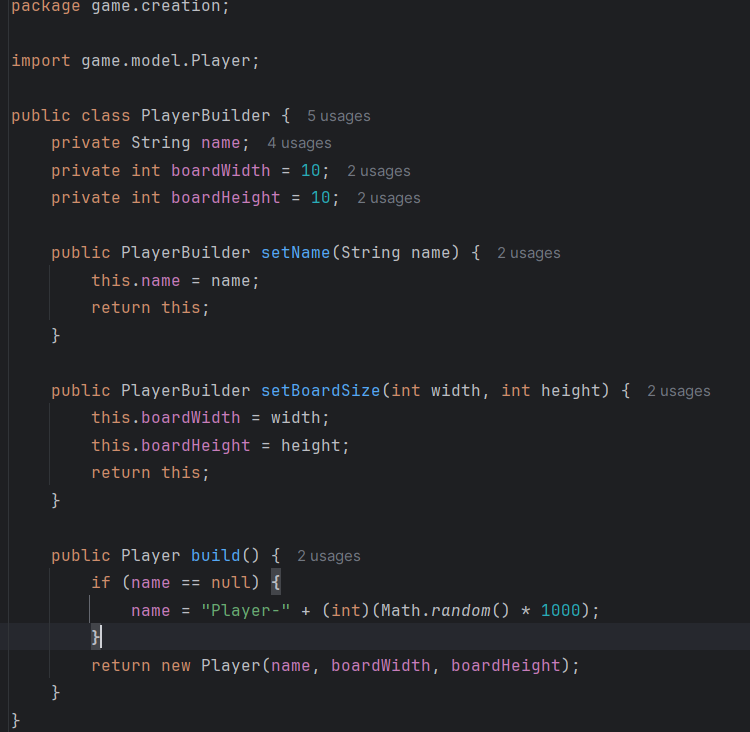 package game.creation;
import game.model.Player;
public class PlayerBuilder { 5 usages
private String name; 4 usages
private int boardWidth = 10; 2 usages
private int boardHeight = 10; 2 usages
public PlayerBuilder setName(String name) { 2 usages
this.name = name;
return this;
}
public PlayerBuilder setBoardSize(int width, int height) { 2 usages
this.boardWidth = width;
this.boardHeight = height;
return this;
}
public Player build() { 2 usages
if (name == null) {
name = "Player-" + (int)(Math.random() * 1000);
}
return new Player(name, boardWidth, boardHeight);
}
}